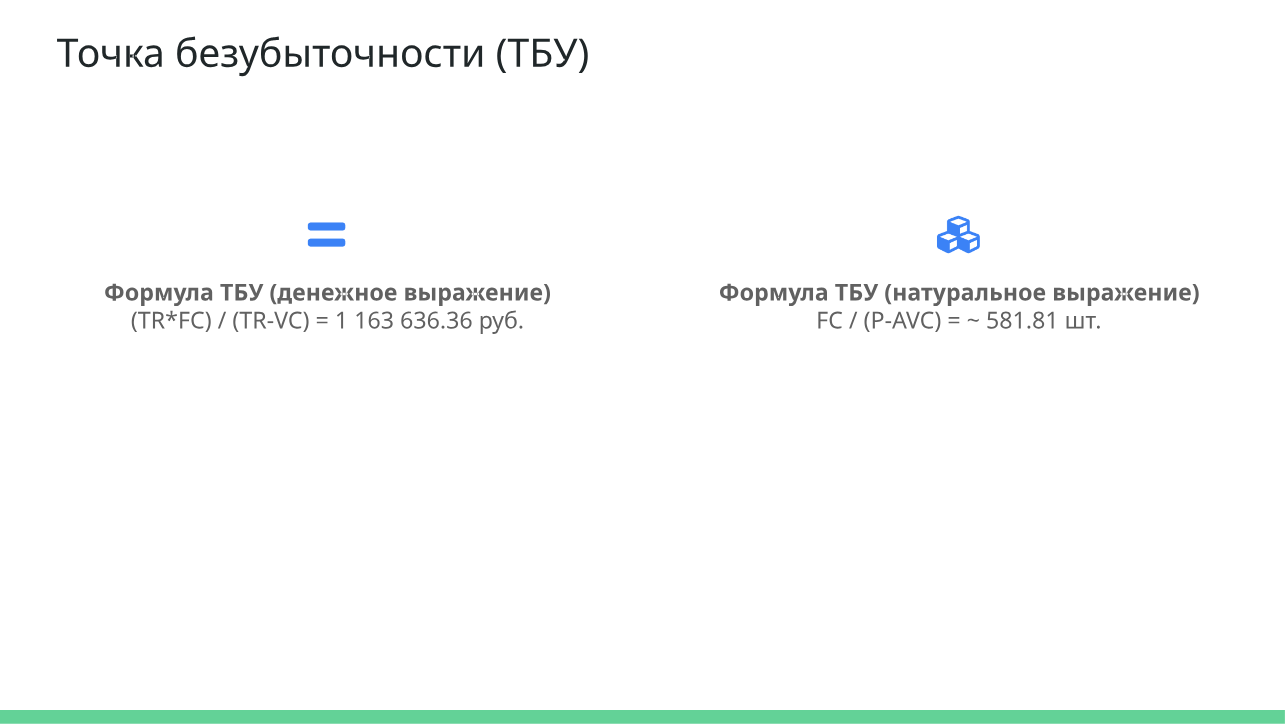 Точка безубыточности (ТБУ)
Формула ТБУ (денежное выражение)
(TR*FC) / (TR-VC) = 1 163 636.36 руб.
Формула ТБУ (натуральное выражение)
FC / (P-AVC) = ~ 581.81 шт.